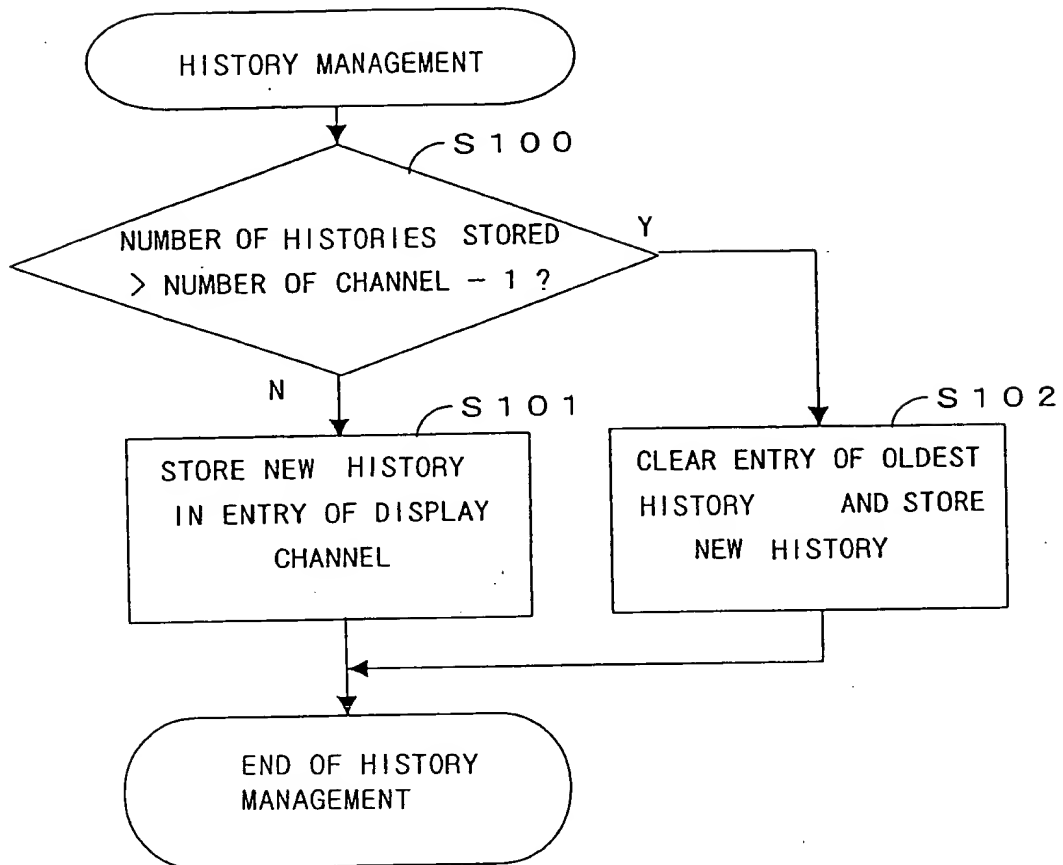 HISTORY MANAGEMENT
S100
NUMBER OF HISTORIES STORED
> NUMBER OF CHANNEL - 1 ?
Y
N
S101
STORE NEW HISTORY
IN ENTRY OF DISPLAY
CHANNEL
S102
CLEAR ENTRY OF OLDEST
HISTORY AND STORE
NEW HISTORY
END OF HISTORY
MANAGEMENT